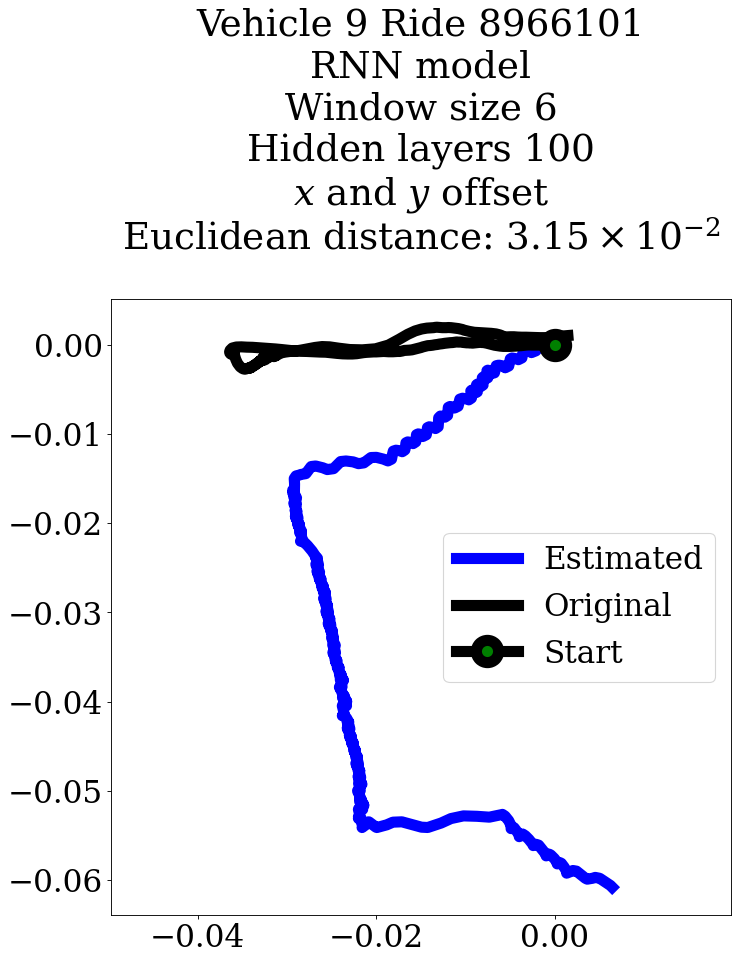 Vehicle 9 Ride 8966101
RNN model
Window size 6
Hidden layers 100
x and y offset
Euclidean distance: 3.15 × 10⁻²
0.00
−0.01
−0.02
−0.03
−0.04
−0.05
−0.06
Estimated
Original
Start
−0.04
−0.02
0.00